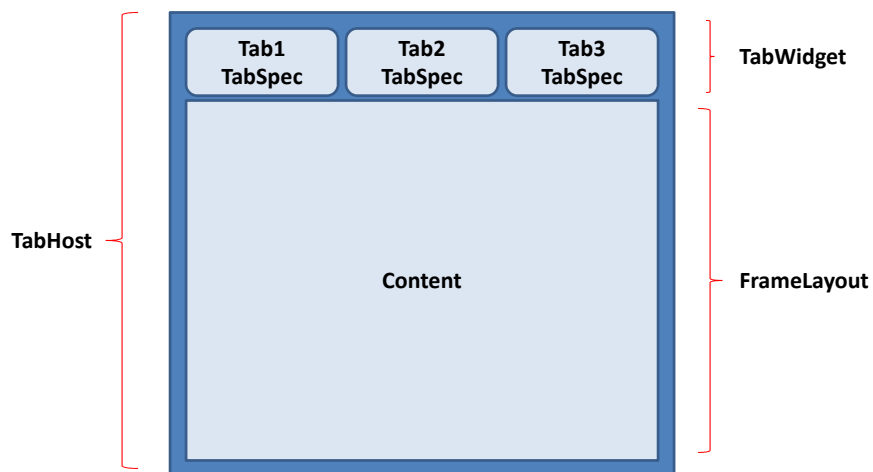 Tab1
TabSpec
Tab2
TabSpec
Tab3
TabSpec
TabWidget
TabHost
Content
FrameLayout